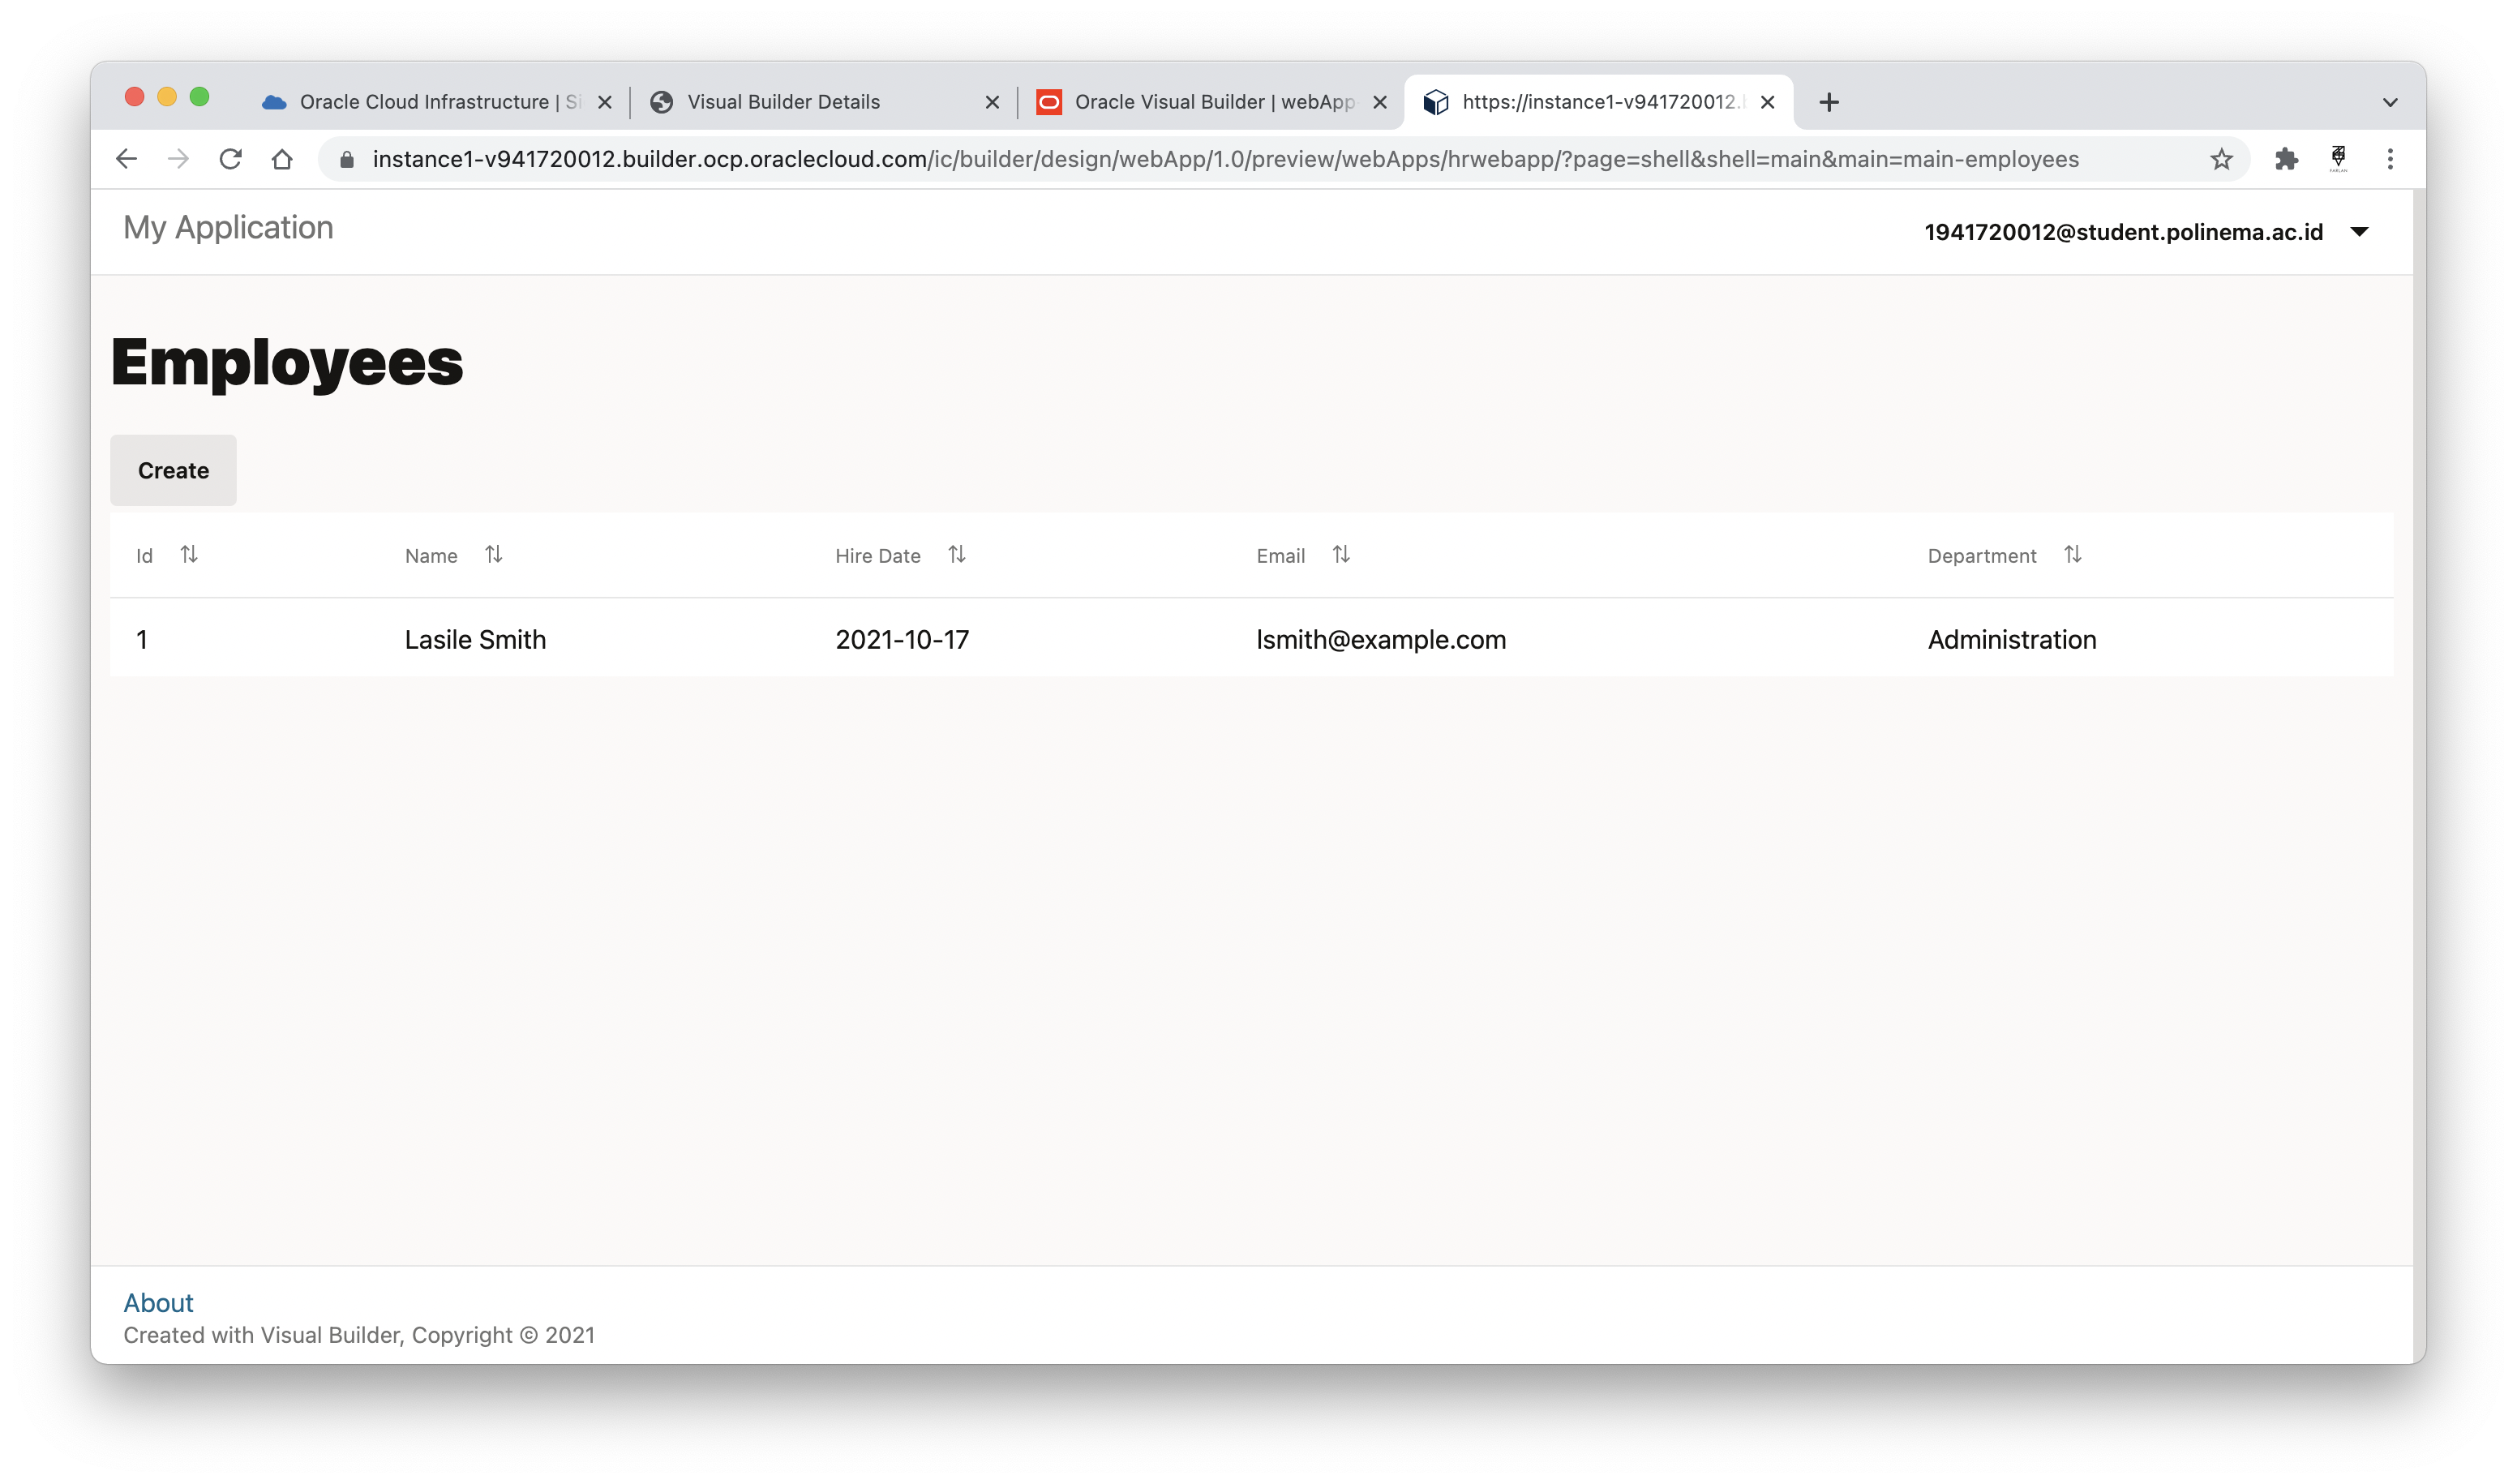 Oracle Cloud Infrastructure | Si
Visual Builder Details
Oracle Visual Builder | webApp
https://instance1-v941720012.
instance1-v941720012.builder.ocp.oraclecloud.com/ic/builder/design/webApp/1.0/preview/webApps/hrwebapp/?page=shell&shell=main&main=main-employees
My Application
1941720012@student.polinema.ac.id
Employees
Create
Id Name Hire Date Email Department
1 Lasile Smith 2021-10-17 lsmith@example.com Administration
About
Created with Visual Builder, Copyright © 2021